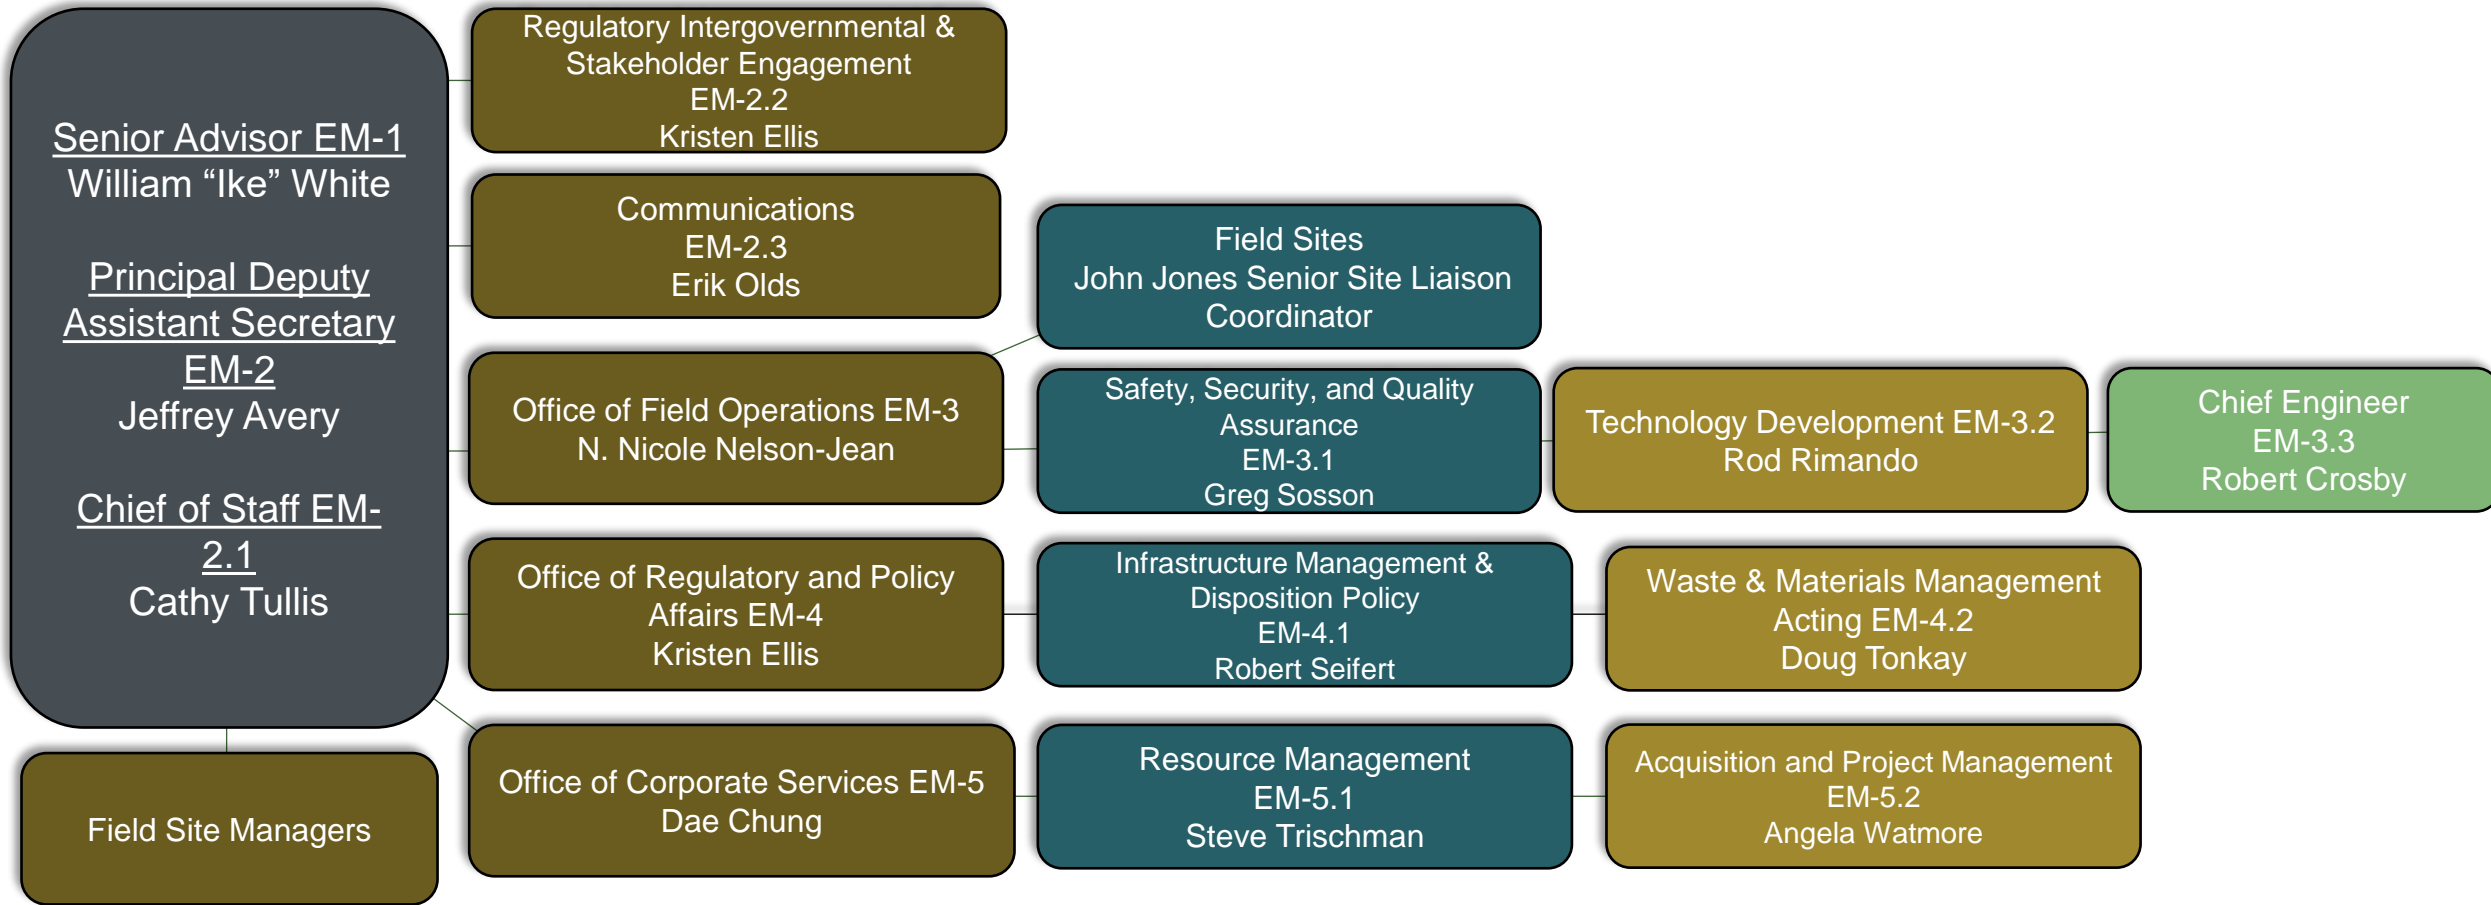 Senior Advisor EM-1
William “Ike” White
Principal Deputy
Assistant Secretary
EM-2
Jeffrey Avery
Chief of Staff EM-
2.1
Cathy Tullis
Field Site Managers
Regulatory Intergovernmental &
Stakeholder Engagement
EM-2.2
Kristen Ellis
Communications
EM-2.3
Erik Olds
Office of Field Operations EM-3
N. Nicole Nelson-Jean
Field Sites
John Jones Senior Site Liaison
Coordinator
Safety, Security, and Quality
Assurance
EM-3.1
Greg Sosson
Technology Development EM-3.2
Rod Rimando
Chief Engineer
EM-3.3
Robert Crosby
Office of Regulatory and Policy
Affairs EM-4
Kristen Ellis
Infrastructure Management &
Disposition Policy
EM-4.1
Robert Seifert
Waste & Materials Management
Acting EM-4.2
Doug Tonkay
Office of Corporate Services EM-5
Dae Chung
Resource Management
EM-5.1
Steve Trischman
Acquisition and Project Management
EM-5.2
Angela Watmore